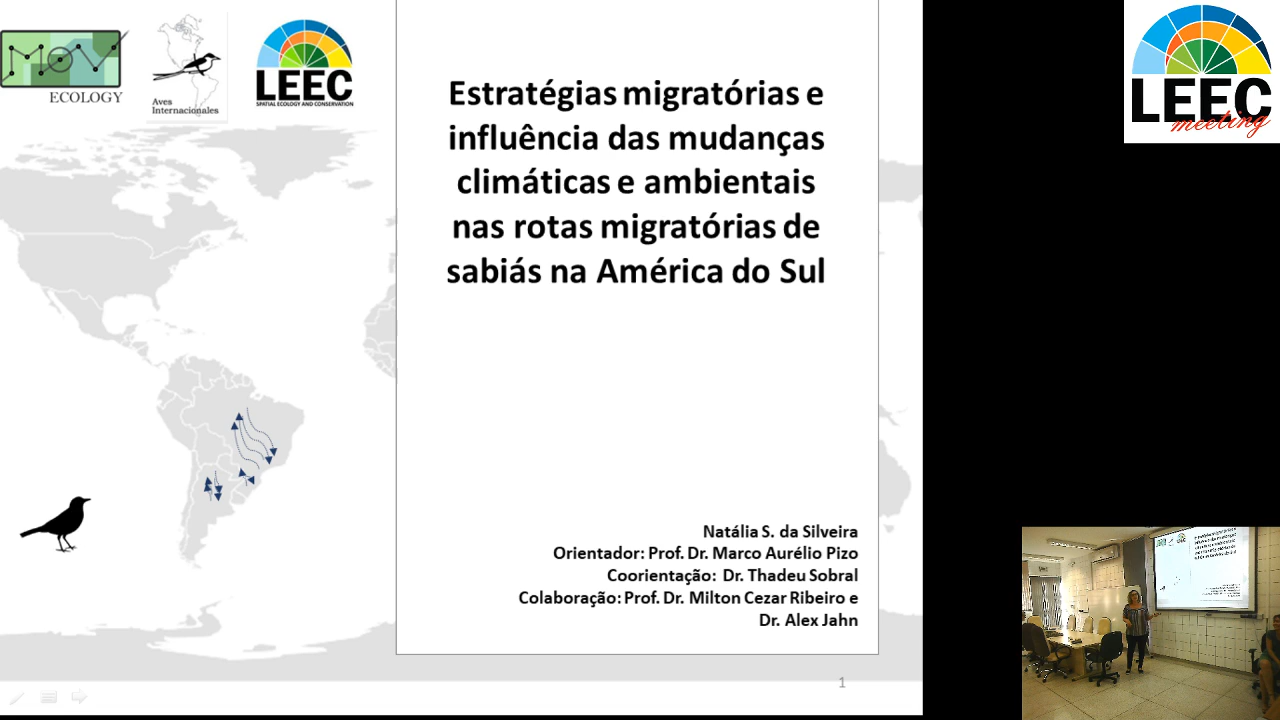 MOV
ECOLOGY
Aves
Internacionales
LEEC
SPATIAL ECOLOGY AND CONSERVATION
Estratégias migratórias e
influência das mudanças
climáticas e ambientais
nas rotas migratórias de
sabiás na América do Sul
Natália S. da Silveira
Orientador: Prof. Dr. Marco Aurélio Pizo
Coorientação: Dr. Thadeu Sobral
Colaboração: Prof. Dr. Milton Cezar Ribeiro e
Dr. Alex Jahn
1
LEEC
meeting